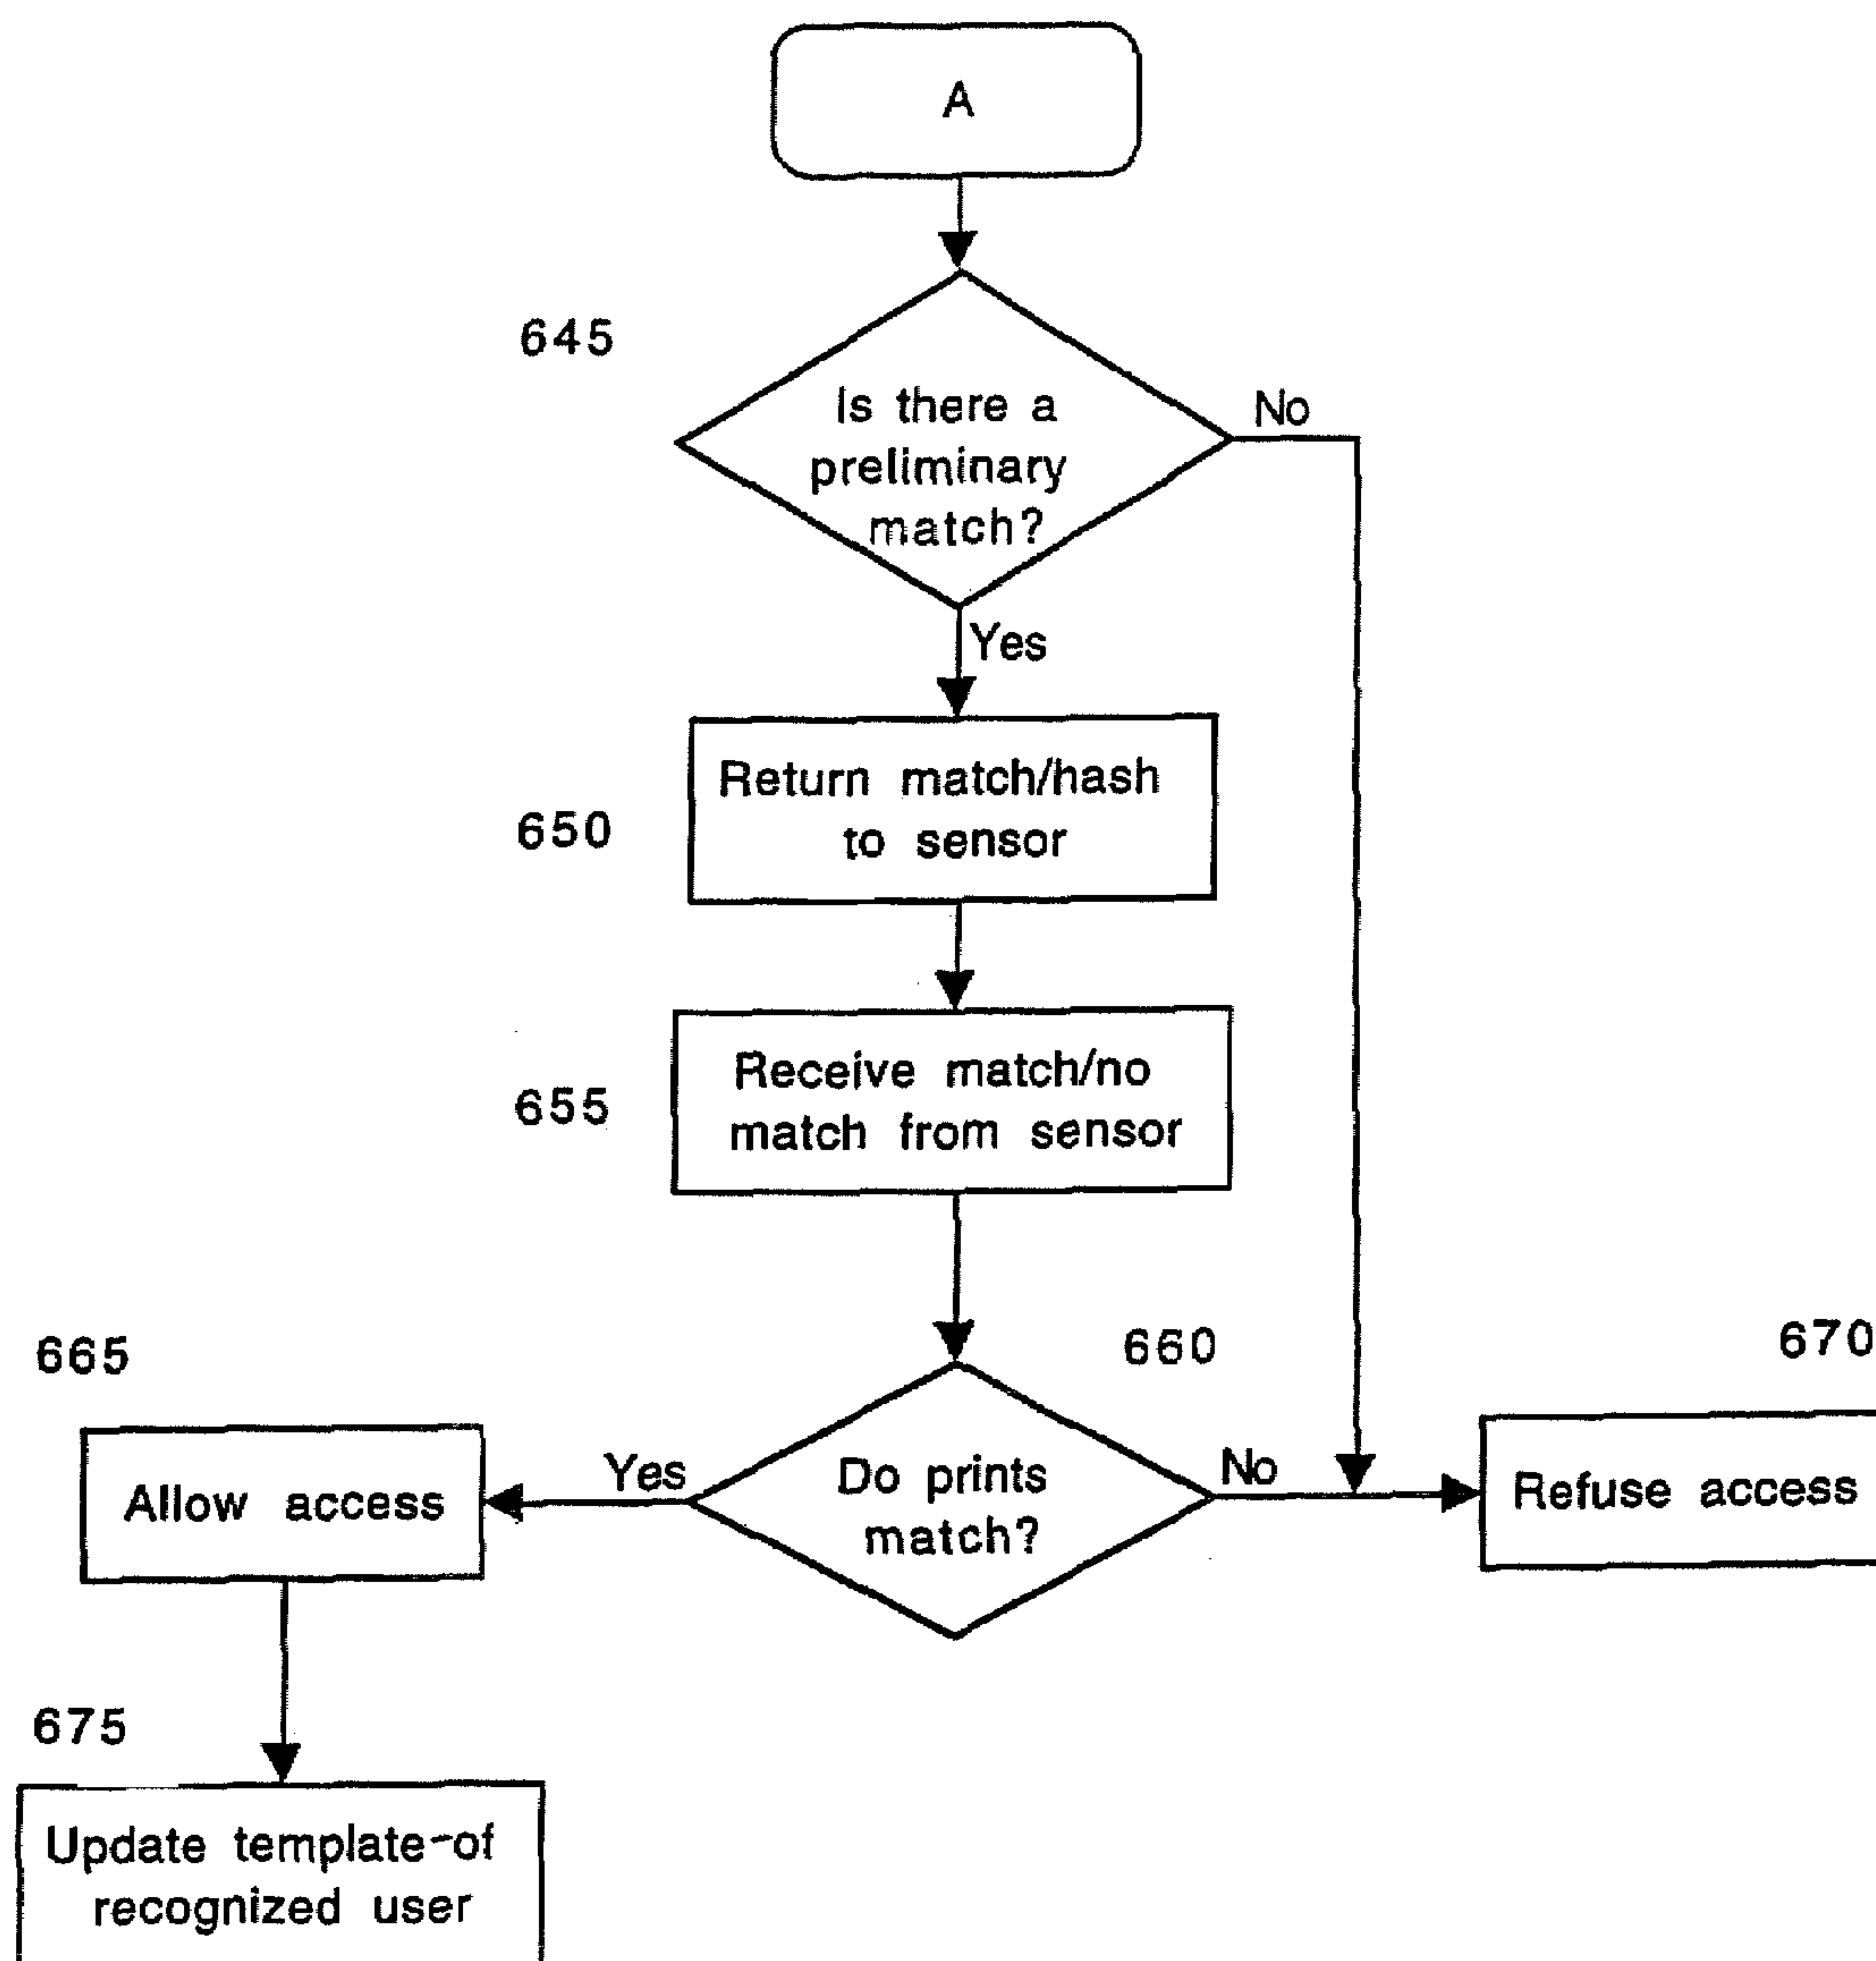 A
645
Is there a
preliminary
match?
No
Yes
650
Return match/hash
to sensor
655
Receive match/no
match from sensor
660
Do prints
match?
Yes
No
665
Allow access
670
Refuse access
675
Update template-of
recognized user